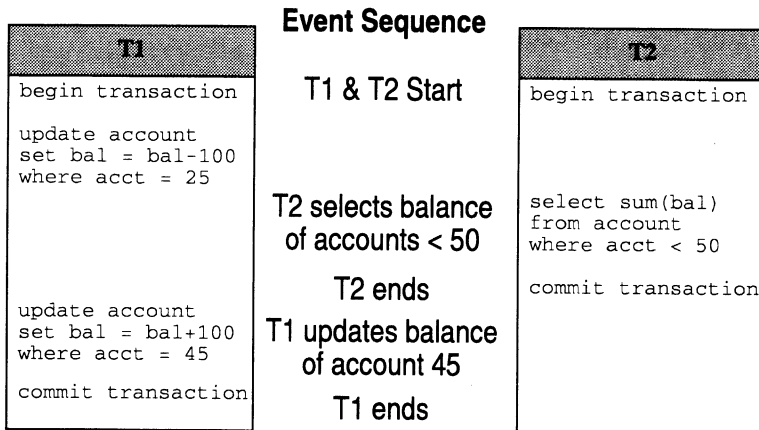 Event Sequence
T1
begin transaction
update account
set bal = bal-100
where acct = 25
update account
set bal = bal+100
where acct = 45
commit transaction
T1 & T2 Start
T2 selects balance
of accounts < 50
T2 ends
T1 updates balance
of account 45
T1 ends
T2
begin transaction
select sum(bal)
from account
where acct < 50
commit transaction